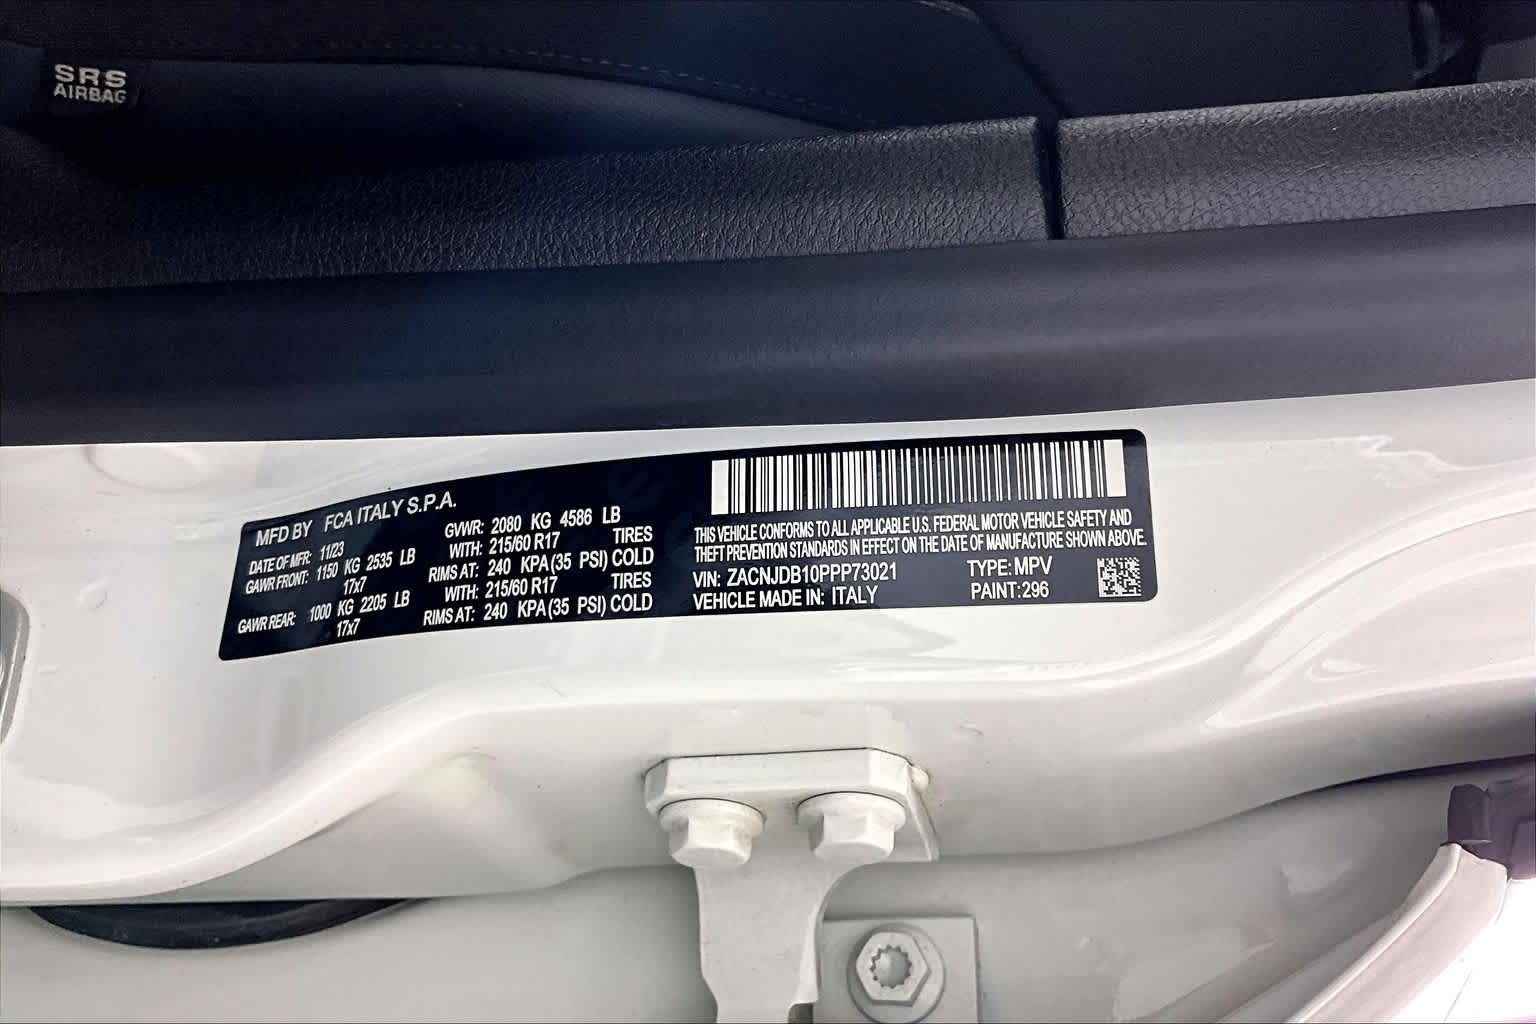 SRS
AIRBAG
MFD BY FCA ITALY S.P.A.
DATE OF MFR: 11/23 GVWR: 2080 KG 4586 LB
GAWR FRONT: 1150 KG 2535 LB WITH: 215/60 R17 TIRES
17x7 RIMS AT: 240 KPA(35 PSI) COLD
GAWR REAR: 1000 KG 2205 LB WITH: 215/60 R17 TIRES
17x7 RIMS AT: 240 KPA(35 PSI) COLD
THIS VEHICLE CONFORMS TO ALL APPLICABLE U.S. FEDERAL MOTOR VEHICLE SAFETY AND
THEFT PREVENTION STANDARDS IN EFFECT ON THE DATE OF MANUFACTURE SHOWN ABOVE.
VIN: ZACNJDB10PPP73021 TYPE: MPV
VEHICLE MADE IN: ITALY PAINT:296